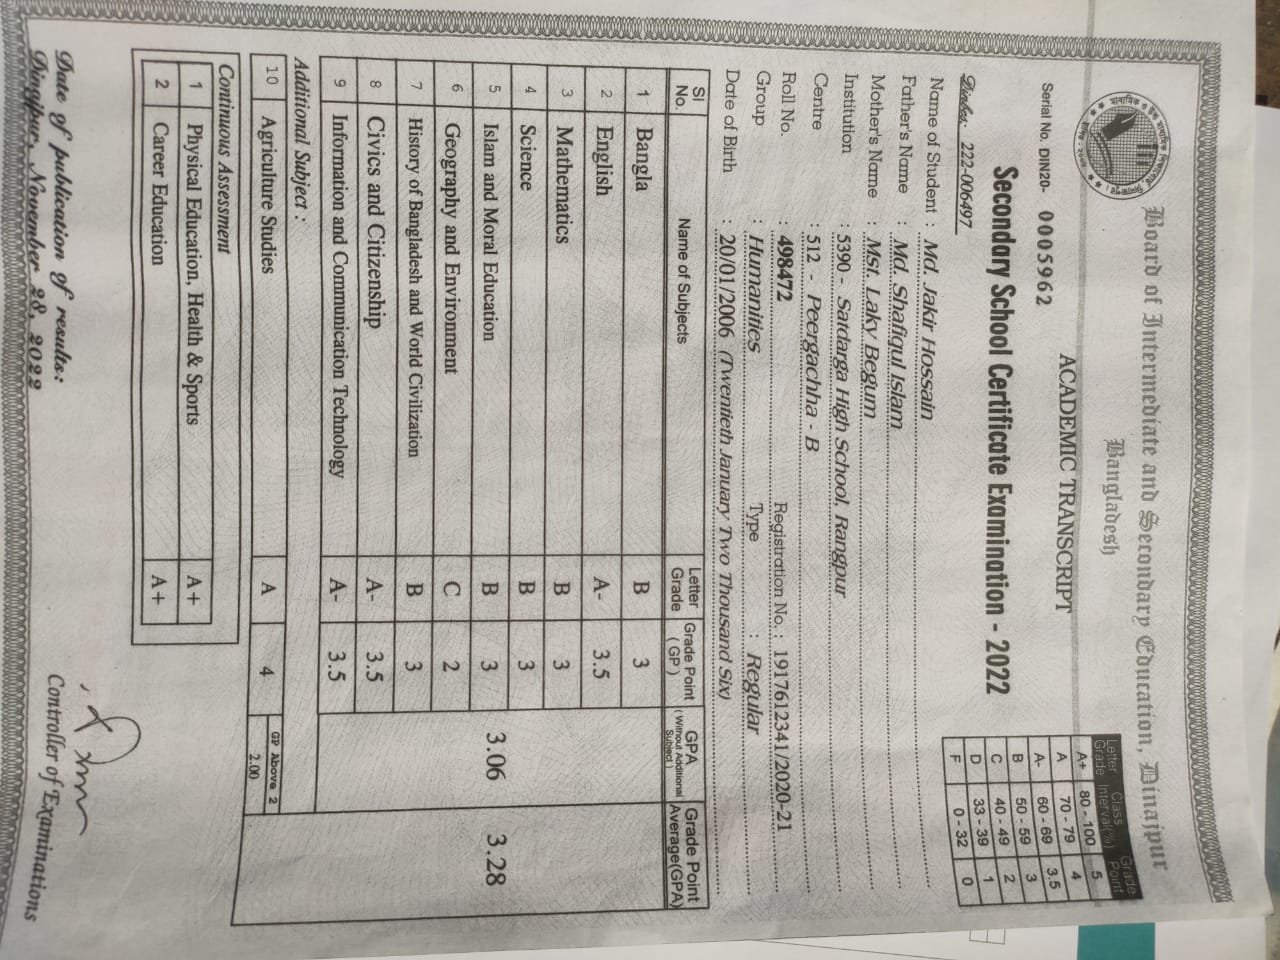 Board of Intermediate and Secondary Education, Dinajpur
Bangladesh
ACADEMIC TRANSCRIPT
Serial No. DIN20- 0005962
Secondary School Certificate Examination - 2022
222-006497
Letter Grade Class Interval(%) Grade Point
A+ 80 - 100 5
A 70 - 79 4
A- 60 - 69 3.5
B 50 - 59 3
C 40 - 49 2
D 33 - 39 1
F 0 - 32 0
Name of Student : Md. Jakir Hossain
Father's Name : Md. Shafiqul Islam
Mother's Name : Mst. Laky Begum
Institution : 5390 - Satdarga High School, Rangpur
Centre : 512 - Peergachha - B
Roll No. : 498472 Registration No. : 1917612341/2020-21
Group : Humanities Type : Regular
Date of Birth : 20/01/2006 (Twentieth January Two Thousand Six)
Sl No. Name of Subjects Letter Grade Grade Point (GP) GPA (Without Additional Subject) Grade Point Average(GPA)
1 Bangla B 3
2 English A- 3.5
3 Mathematics B 3
4 Science B 3
5 Islam and Moral Education B 3 3.06 3.28
6 Geography and Environment C 2
7 History of Bangladesh and World Civilization B 3
8 Civics and Citizenship A- 3.5
9 Information and Communication Technology A- 3.5
Additional Subject :
10 Agriculture Studies A 4 GP Above 2 2.00
Continuous Assessment
1 Physical Education, Health & Sports A+
2 Career Education A+
Date of publication of results:
Dinajpur, November 28, 2022
Controller of Examinations